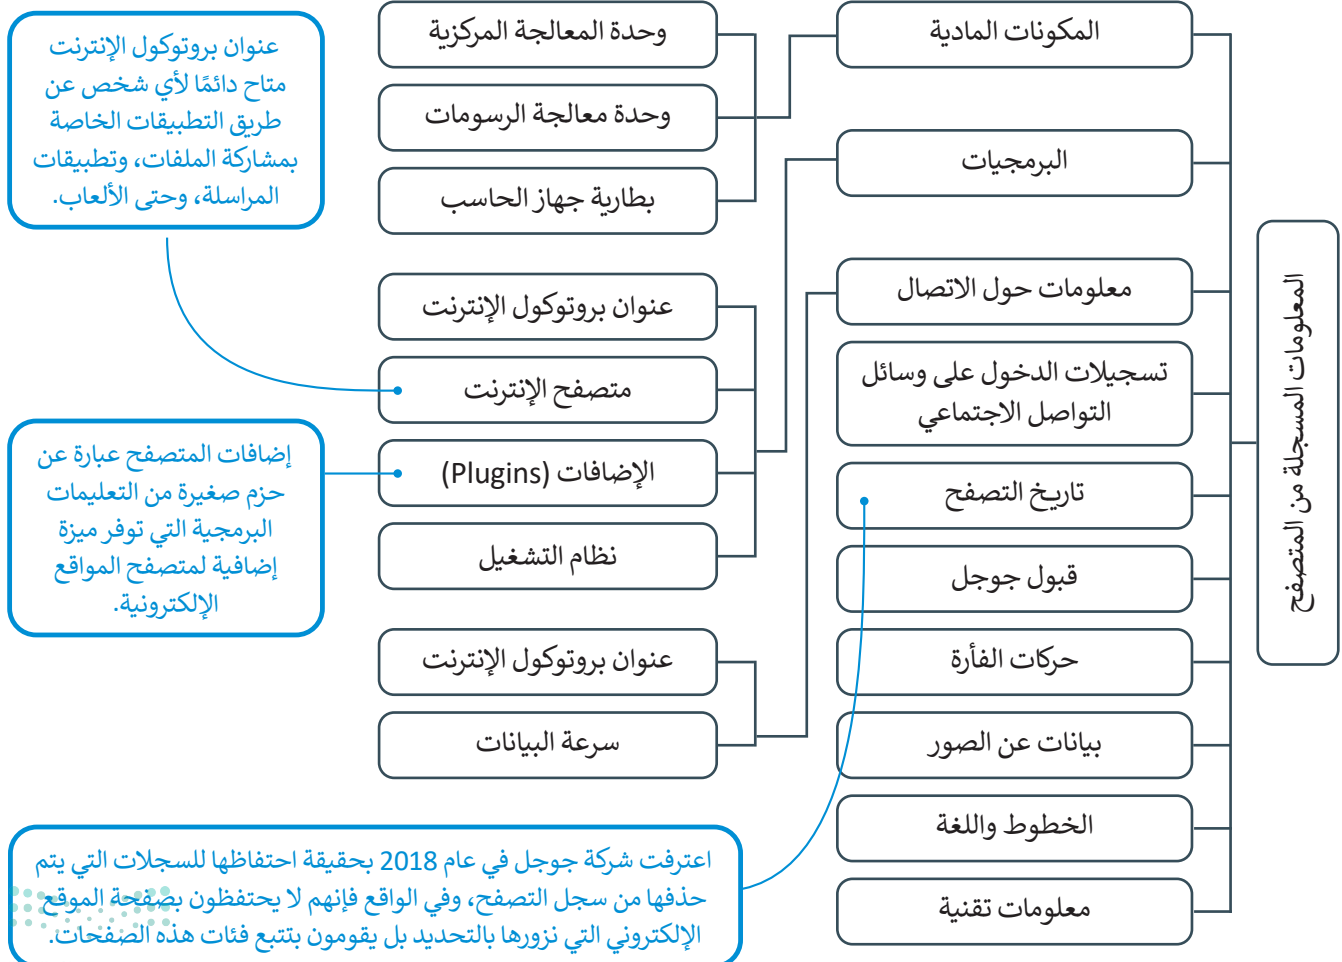 المعلومات المسجلة من المتصفح
المكونات المادية
وحدة المعالجة المركزية
وحدة معالجة الرسومات
بطارية جهاز الحاسب
البرمجيات
عنوان بروتوكول الإنترنت
متصفح الإنترنت
الإضافات (Plugins)
نظام التشغيل
معلومات حول الاتصال
عنوان بروتوكول الإنترنت
سرعة البيانات
تسجيلات الدخول على وسائل
التواصل الاجتماعي
تاريخ التصفح
قبول جوجل
حركات الفأرة
بيانات عن الصور
الخطوط واللغة
معلومات تقنية
عنوان بروتوكول الإنترنت
متاح دائمًا لأي شخص عن
طريق التطبيقات الخاصة
بمشاركة الملفات، وتطبيقات
المراسلة، وحتى الألعاب.
إضافات المتصفح عبارة عن
حزم صغيرة من التعليمات
البرمجية التي توفر ميزة
إضافية لمتصفح المواقع
الإلكترونية.
اعترفت شركة جوجل في عام 2018 بحقيقة احتفاظها للسجلات التي يتم
حذفها من سجل التصفح، وفي الواقع فإنهم لا يحتفظون بصفحة الموقع
الإلكتروني التي نزورها بالتحديد بل يقومون بتتبع فئات هذه الصفحات.